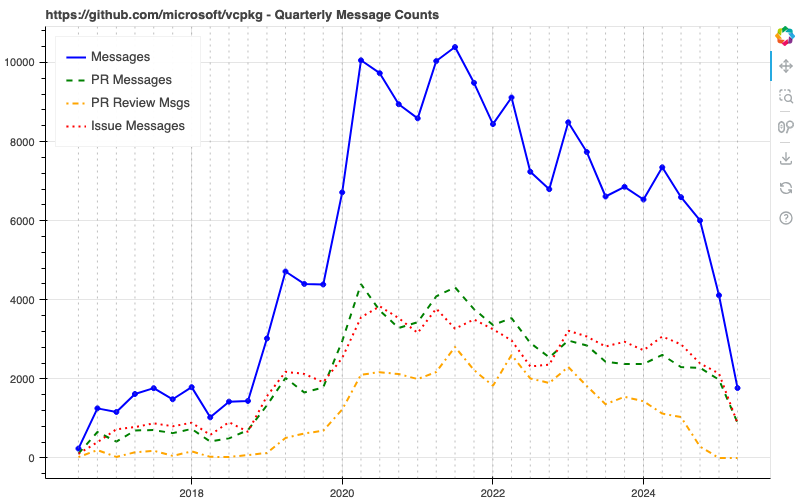 https://github.com/microsoft/vcpkg - Quarterly Message Counts
Messages
PR Messages
PR Review Msgs
Issue Messages
10000
8000
6000
4000
2000
0
2018
2020
2022
2024